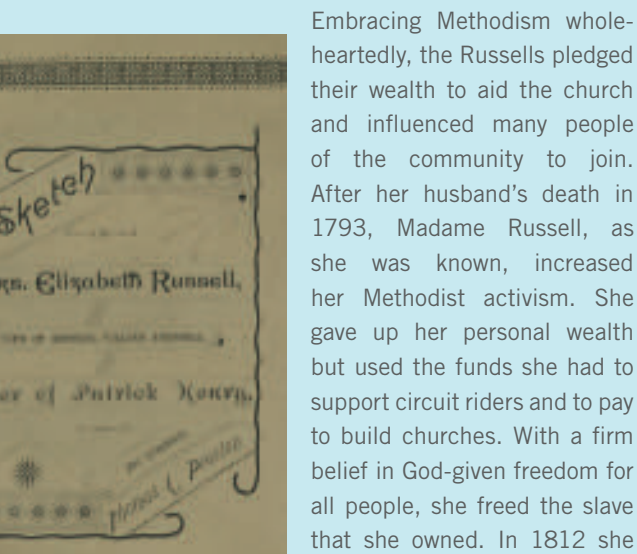 Sketch
Elizabeth Russell,
of Patrick Henry,
Embracing Methodism whole-
heartedly, the Russells pledged
their wealth to aid the church
and influenced many people
of the community to join.
After her husband’s death in
1793, Madame Russell, as
she was known, increased
her Methodist activism. She
gave up her personal wealth
but used the funds she had to
support circuit riders and to pay
to build churches. With a firm
belief in God-given freedom for
all people, she freed the slave
that she owned. In 1812 she